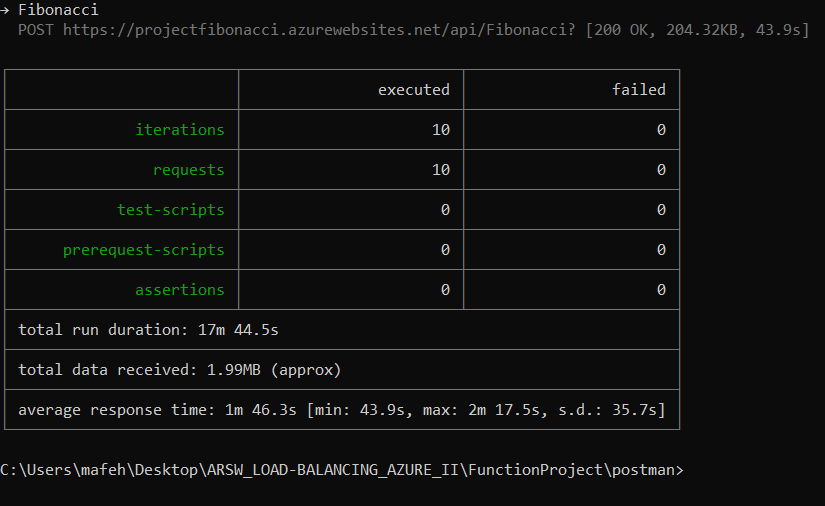 → Fibonacci
POST https://projectfibonacci.azurewebsites.net/api/Fibonacci? [200 OK, 204.32KB, 43.9s]
executed failed
iterations 10 0
requests 10 0
test-scripts 0 0
prerequest-scripts 0 0
assertions 0 0
total run duration: 17m 44.5s
total data received: 1.99MB (approx)
average response time: 1m 46.3s [min: 43.9s, max: 2m 17.5s, s.d.: 35.7s]
C:\Users\mafeh\Desktop\ARSW_LOAD-BALANCING_AZURE_II\FunctionProject\postman>